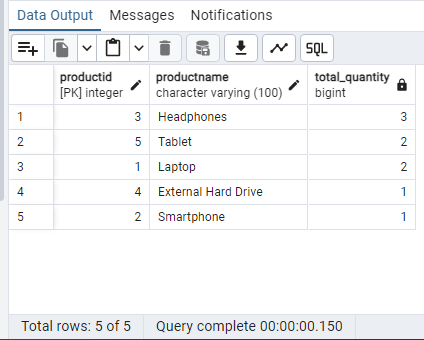 Data Output Messages Notifications
SQL
productid productname total_quantity
[PK] integer character varying (100) bigint
1 3 Headphones 3
2 5 Tablet 2
3 1 Laptop 2
4 4 External Hard Drive 1
5 2 Smartphone 1
Total rows: 5 of 5 Query complete 00:00:00.150